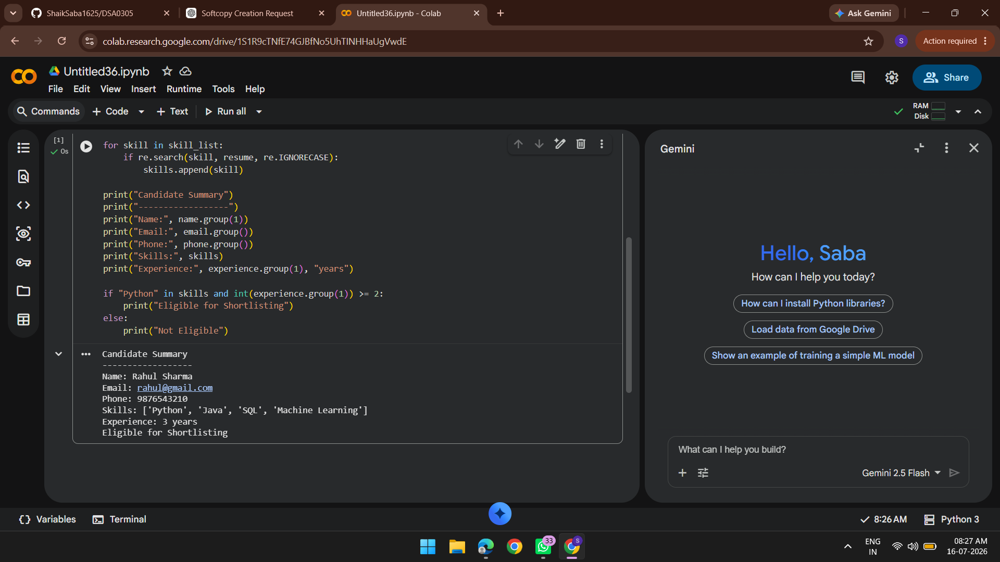 ShaikSaba1625/DSA0305
Softcopy Creation Request
Untitled36.ipynb - Colab
Ask Gemini
colab.research.google.com/drive/1S1R9cTNfE74GJBfNo5UhTINHHaUgVwdE
S
Action required
CO
Untitled36.ipynb
File Edit View Insert Runtime Tools Help
Share
Commands
+ Code
+ Text
Run all
RAM
Disk
[1]
0s
for skill in skill_list:
    if re.search(skill, resume, re.IGNORECASE):
        skills.append(skill)
print("Candidate Summary")
print("------------------")
print("Name:", name.group(1))
print("Email:", email.group())
print("Phone:", phone.group())
print("Skills:", skills)
print("Experience:", experience.group(1), "years")
if "Python" in skills and int(experience.group(1)) >= 2:
    print("Eligible for Shortlisting")
else:
    print("Not Eligible")
Candidate Summary
------------------
Name: Rahul Sharma
Email: rahul@gmail.com
Phone: 9876543210
Skills: ['Python', 'Java', 'SQL', 'Machine Learning']
Experience: 3 years
Eligible for Shortlisting
Gemini
Hello, Saba
How can I help you today?
How can I install Python libraries?
Load data from Google Drive
Show an example of training a simple ML model
What can I help you build?
Gemini 2.5 Flash
Variables
Terminal
8:26 AM
Python 3
33
S
ENG
IN
08:27 AM
16-07-2026